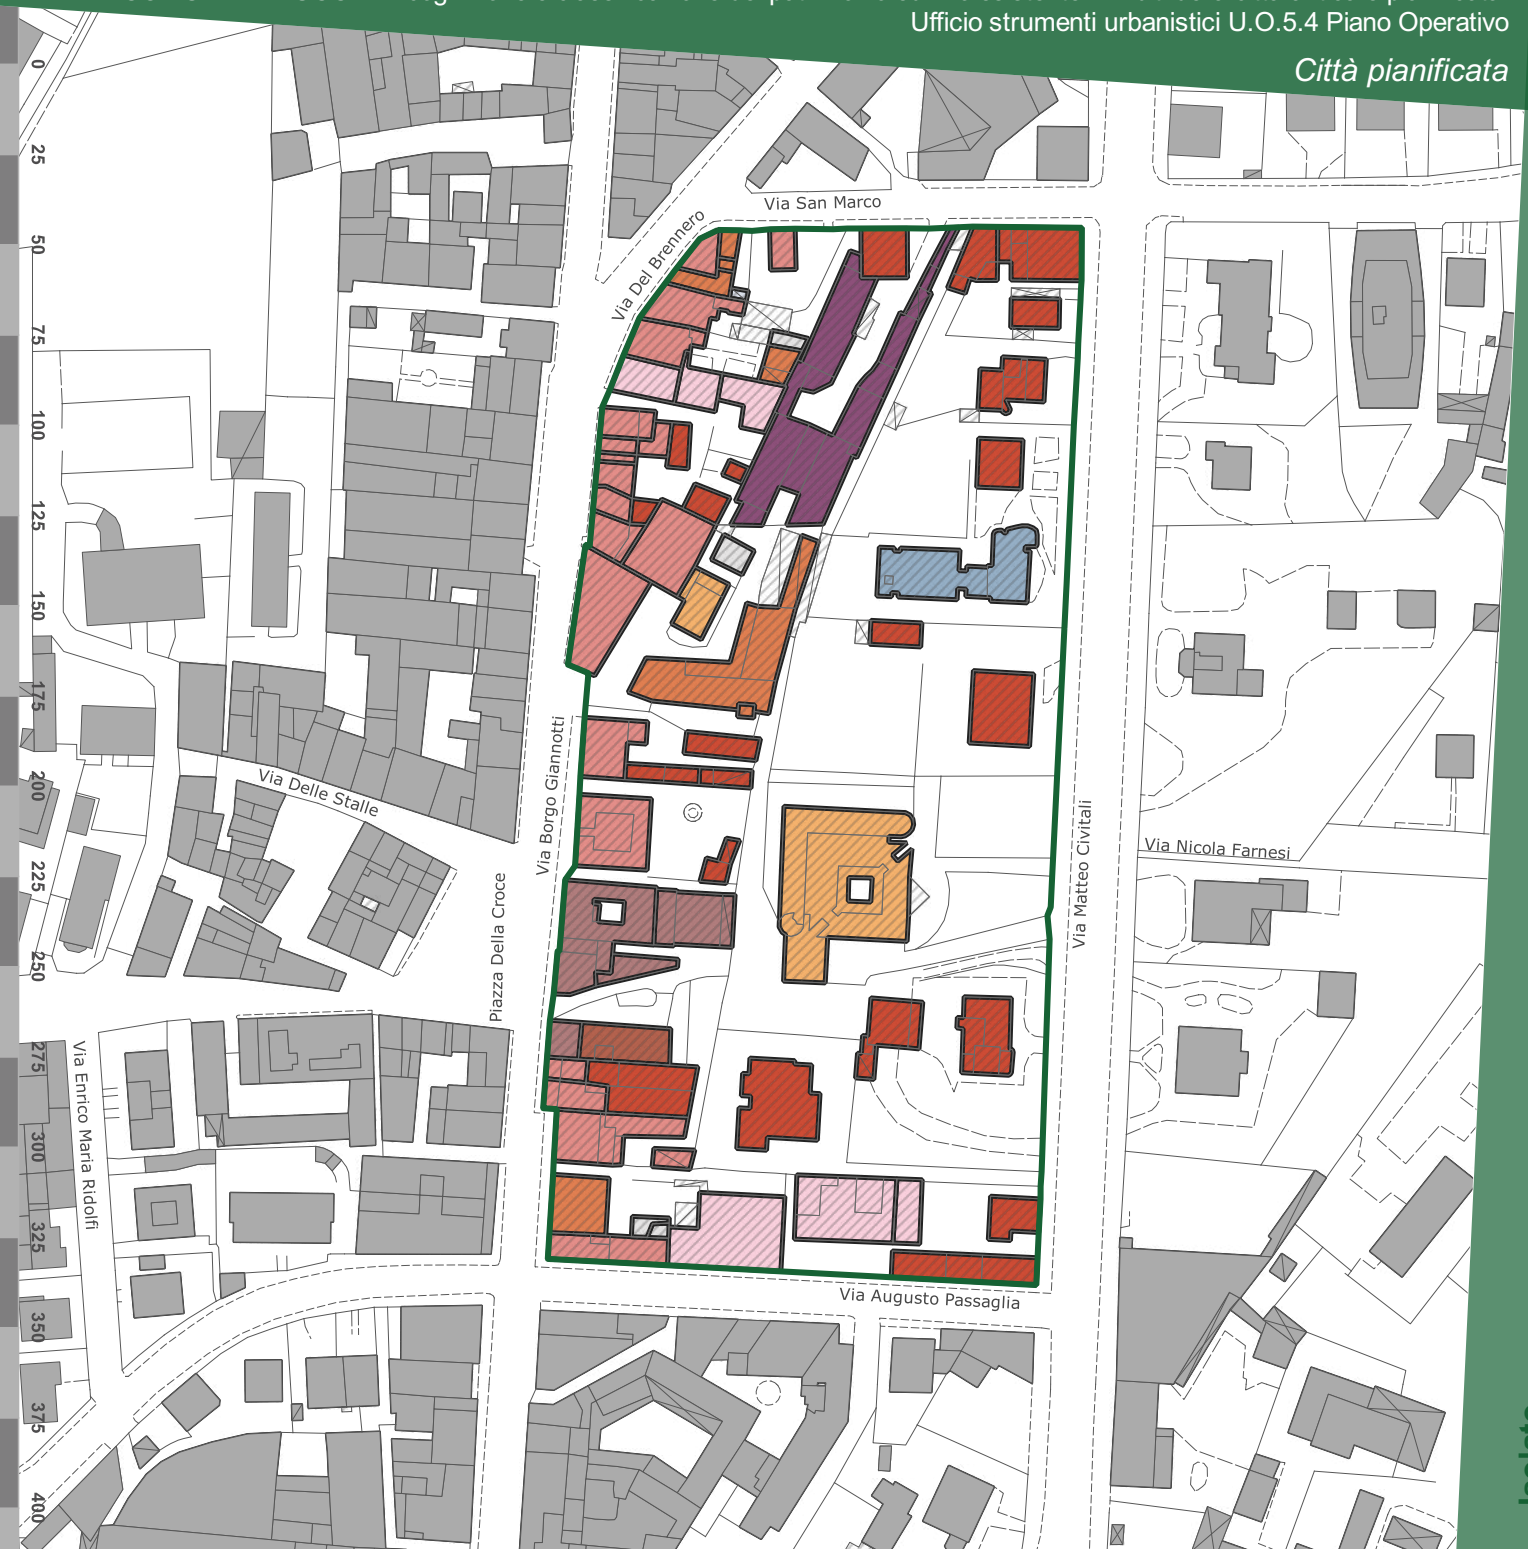 Ufficio strumenti urbanistici U.O.5.4 Piano Operativo
Città pianificata
0
25
50
75
100
125
150
175
200
225
250
275
300
325
350
375
400
Via San Marco
Via Del Brennero
Via Borgo Giannotti
Via Delle Stalle
Piazza Della Croce
Via Matteo Civitali
Via Nicola Farnesi
Via Enrico Maria Ridolfi
Via Augusto Passaglia